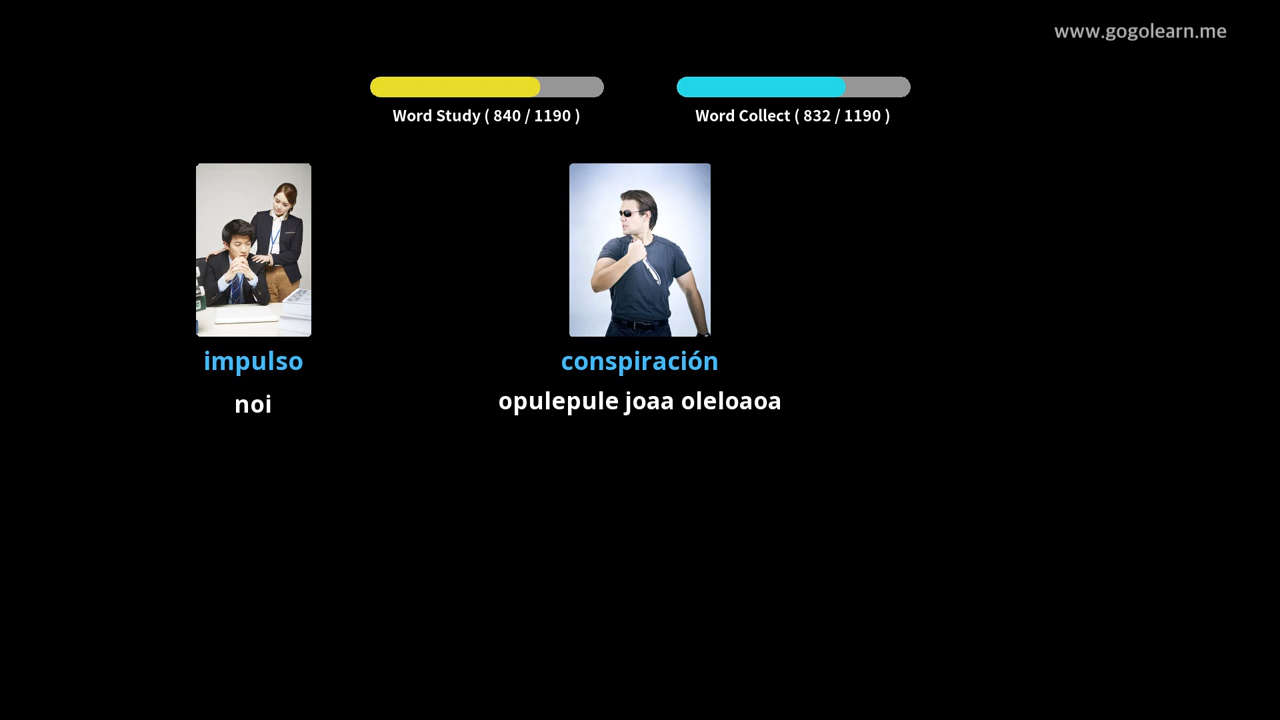 www.gogolearn.me
Word Study ( 840 / 1190 )
Word Collect ( 832 / 1190 )
impulso
noi
conspiración
opulepule joaa oleloaoa